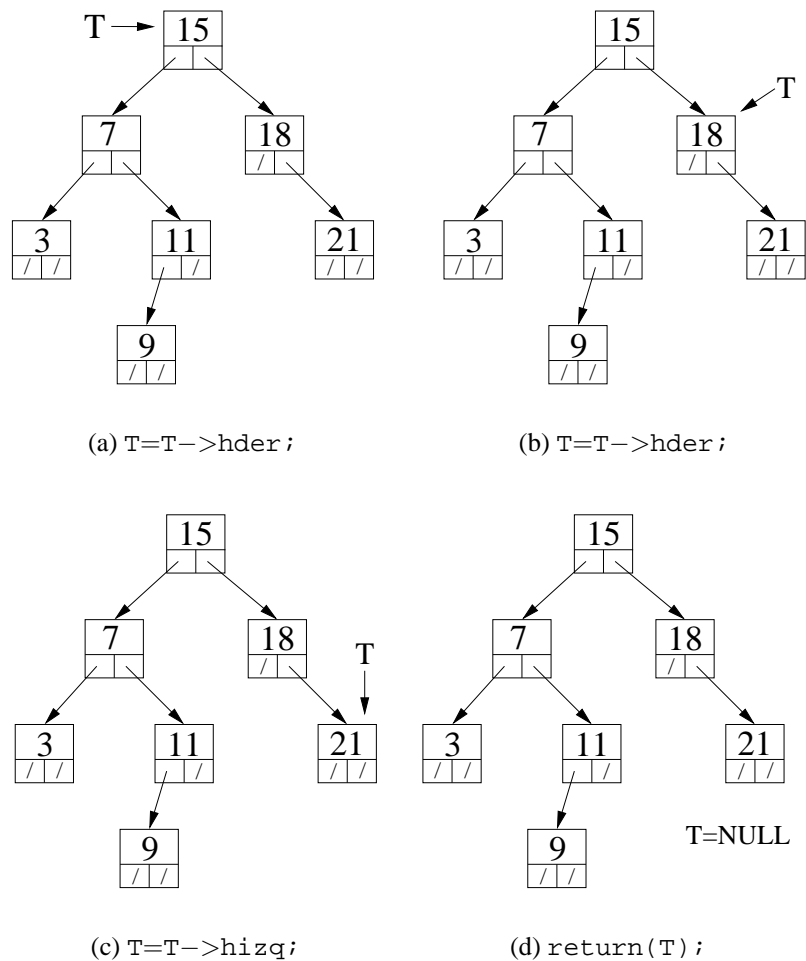 T 15
7 18
/
3 11 21
/ / / / /
9
/ /
(a) T=T->hder;
15
T
7 18
/
3 11 21
/ / / / /
9
/ /
(b) T=T->hder;
15
7 18
/
T
3 11 21
/ / / / /
9
/ /
(c) T=T->hizq;
15
7 18
/
3 11 21
/ / / / /
9
/ /
T=NULL
(d) return(T);